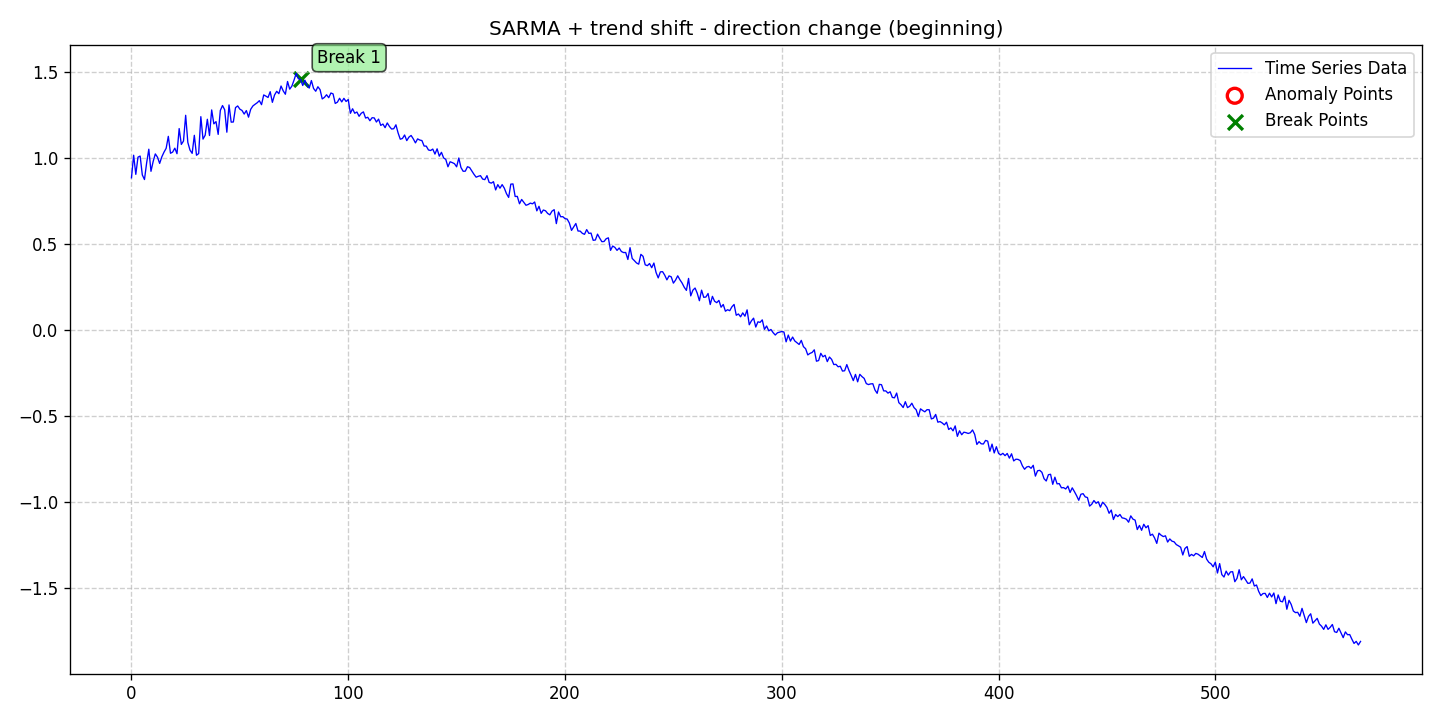 SARMA + trend shift - direction change (beginning)
Break 1
Time Series Data
Anomaly Points
Break Points
1.5
1.0
0.5
0.0
−0.5
−1.0
−1.5
0
100
200
300
400
500